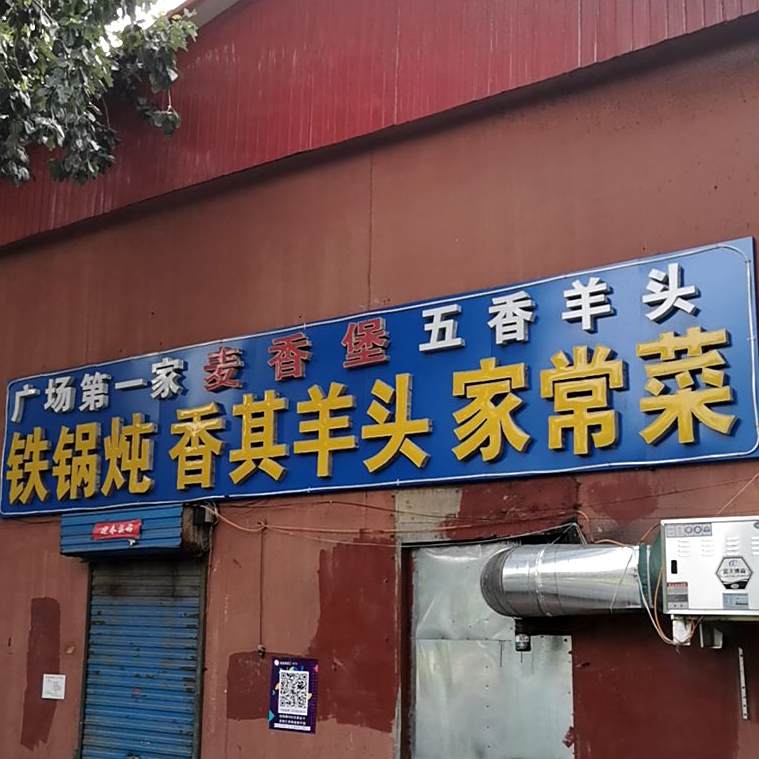 广场第一家麦香堡五香羊头
铁锅炖 香其羊头 家常菜